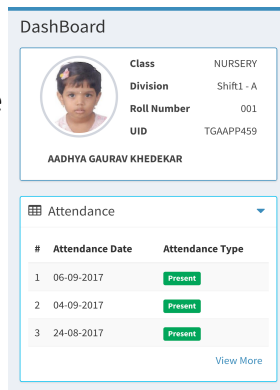 DashBoard
Class NURSERY
Division Shift1 - A
Roll Number 9
UID TGAAPP459
AADHYA GAURAV KHEDEKAR
Attendance
# Attendance Date Attendance Type
1 06-09-2017 Present
2 04-09-2017 Present
3 24-08-2017 Present
View More